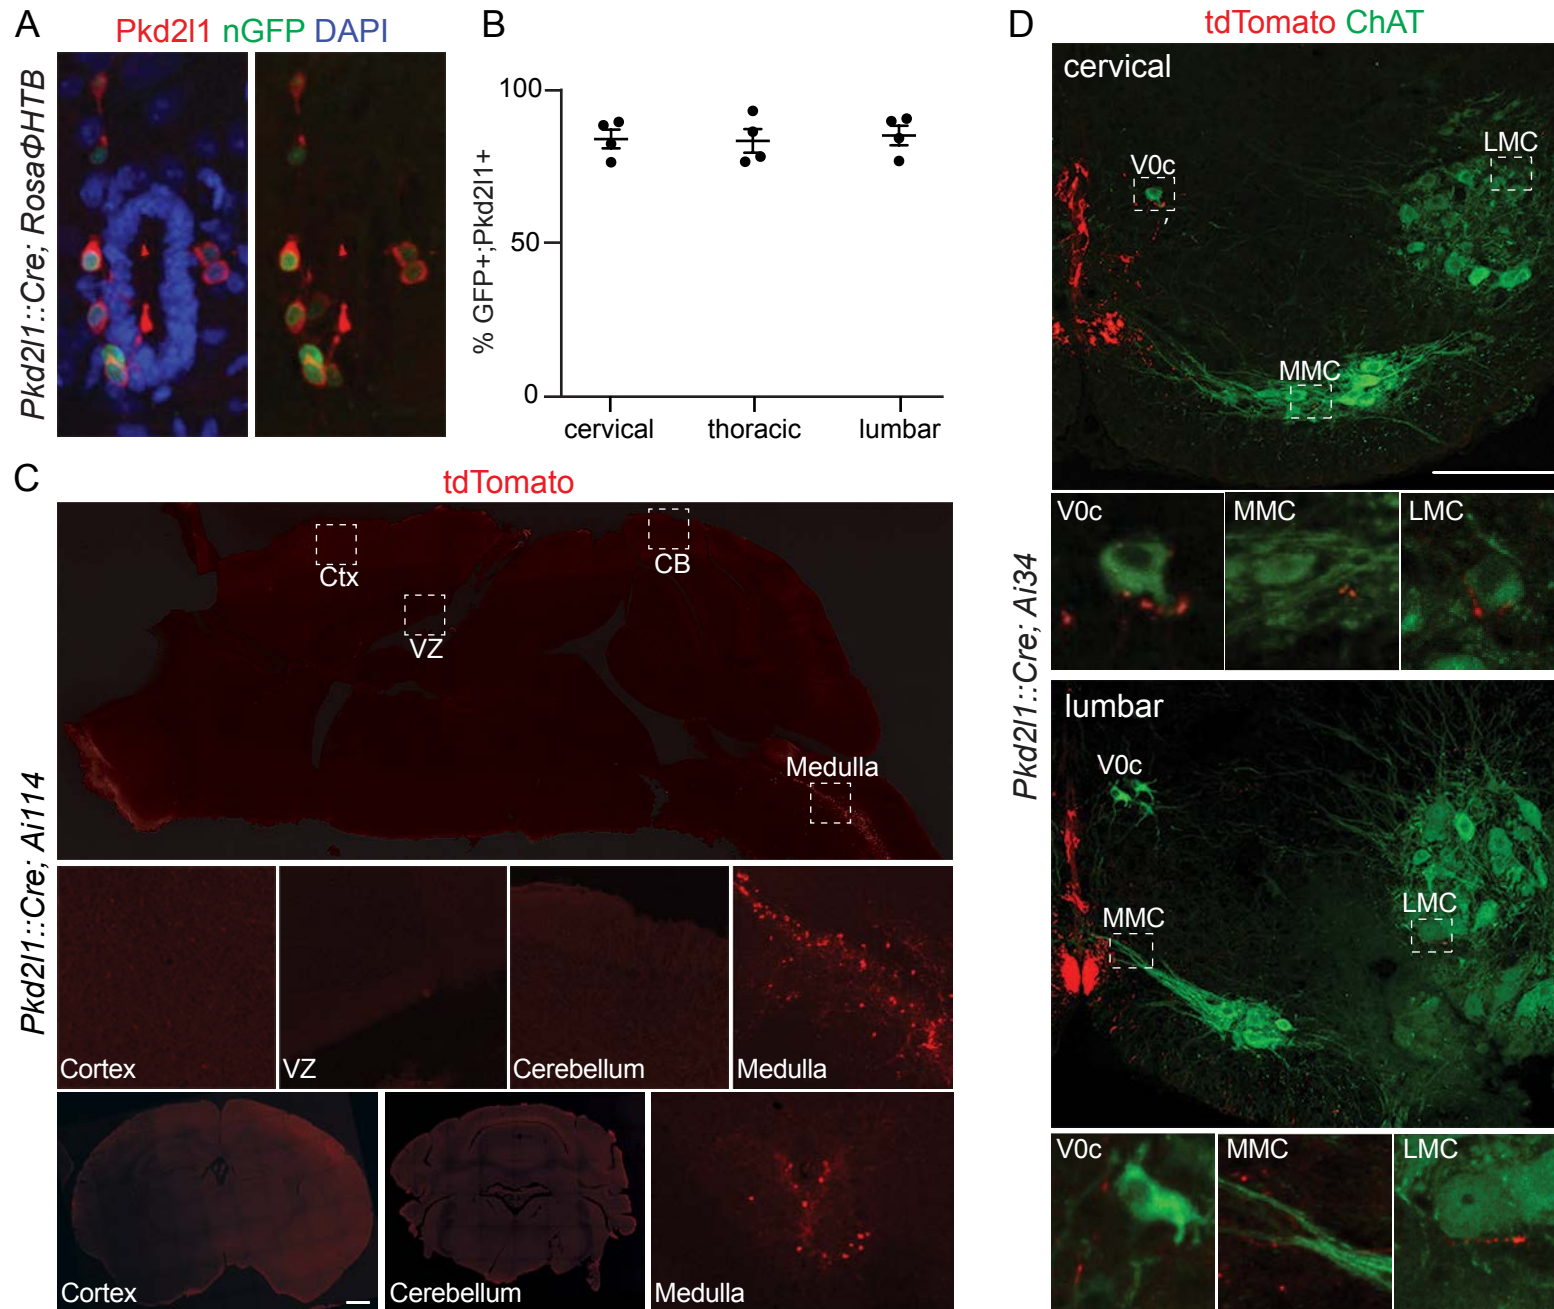 A
Pkd2l1 nGFP DAPI
Pkd2l1::Cre; RosaΦHTB
B
100
50
0
% GFP+;Pkd2l1+
cervical
thoracic
lumbar
C
tdTomato
Pkd2l1::Cre; Ai114
Ctx
VZ
CB
Medulla
Cortex
VZ
Cerebellum
Medulla
Cortex
Cerebellum
Medulla
D
tdTomato ChAT
Pkd2l1::Cre; Ai34
cervical
V0c
LMC
MMC
V0c
MMC
LMC
lumbar
V0c
MMC
LMC
V0c
MMC
LMC